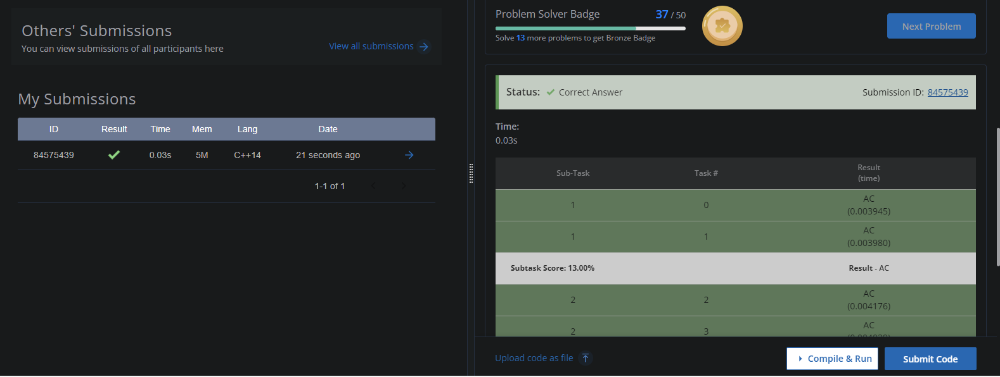 Others' Submissions
You can view submissions of all participants here
View all submissions
My Submissions
ID Result Time Mem Lang Date
84575439 0.03s 5M C++14 21 seconds ago
1-1 of 1
Problem Solver Badge 37 / 50
Solve 13 more problems to get Bronze Badge
Next Problem
Status: Correct Answer Submission ID: 84575439
Time:
0.03s
Sub-Task Task # Result
(time)
1 0 AC
(0.003945)
1 1 AC
(0.003980)
Subtask Score: 13.00% Result - AC
2 2 AC
(0.004176)
2 3 AC
Upload code as file
Compile & Run
Submit Code